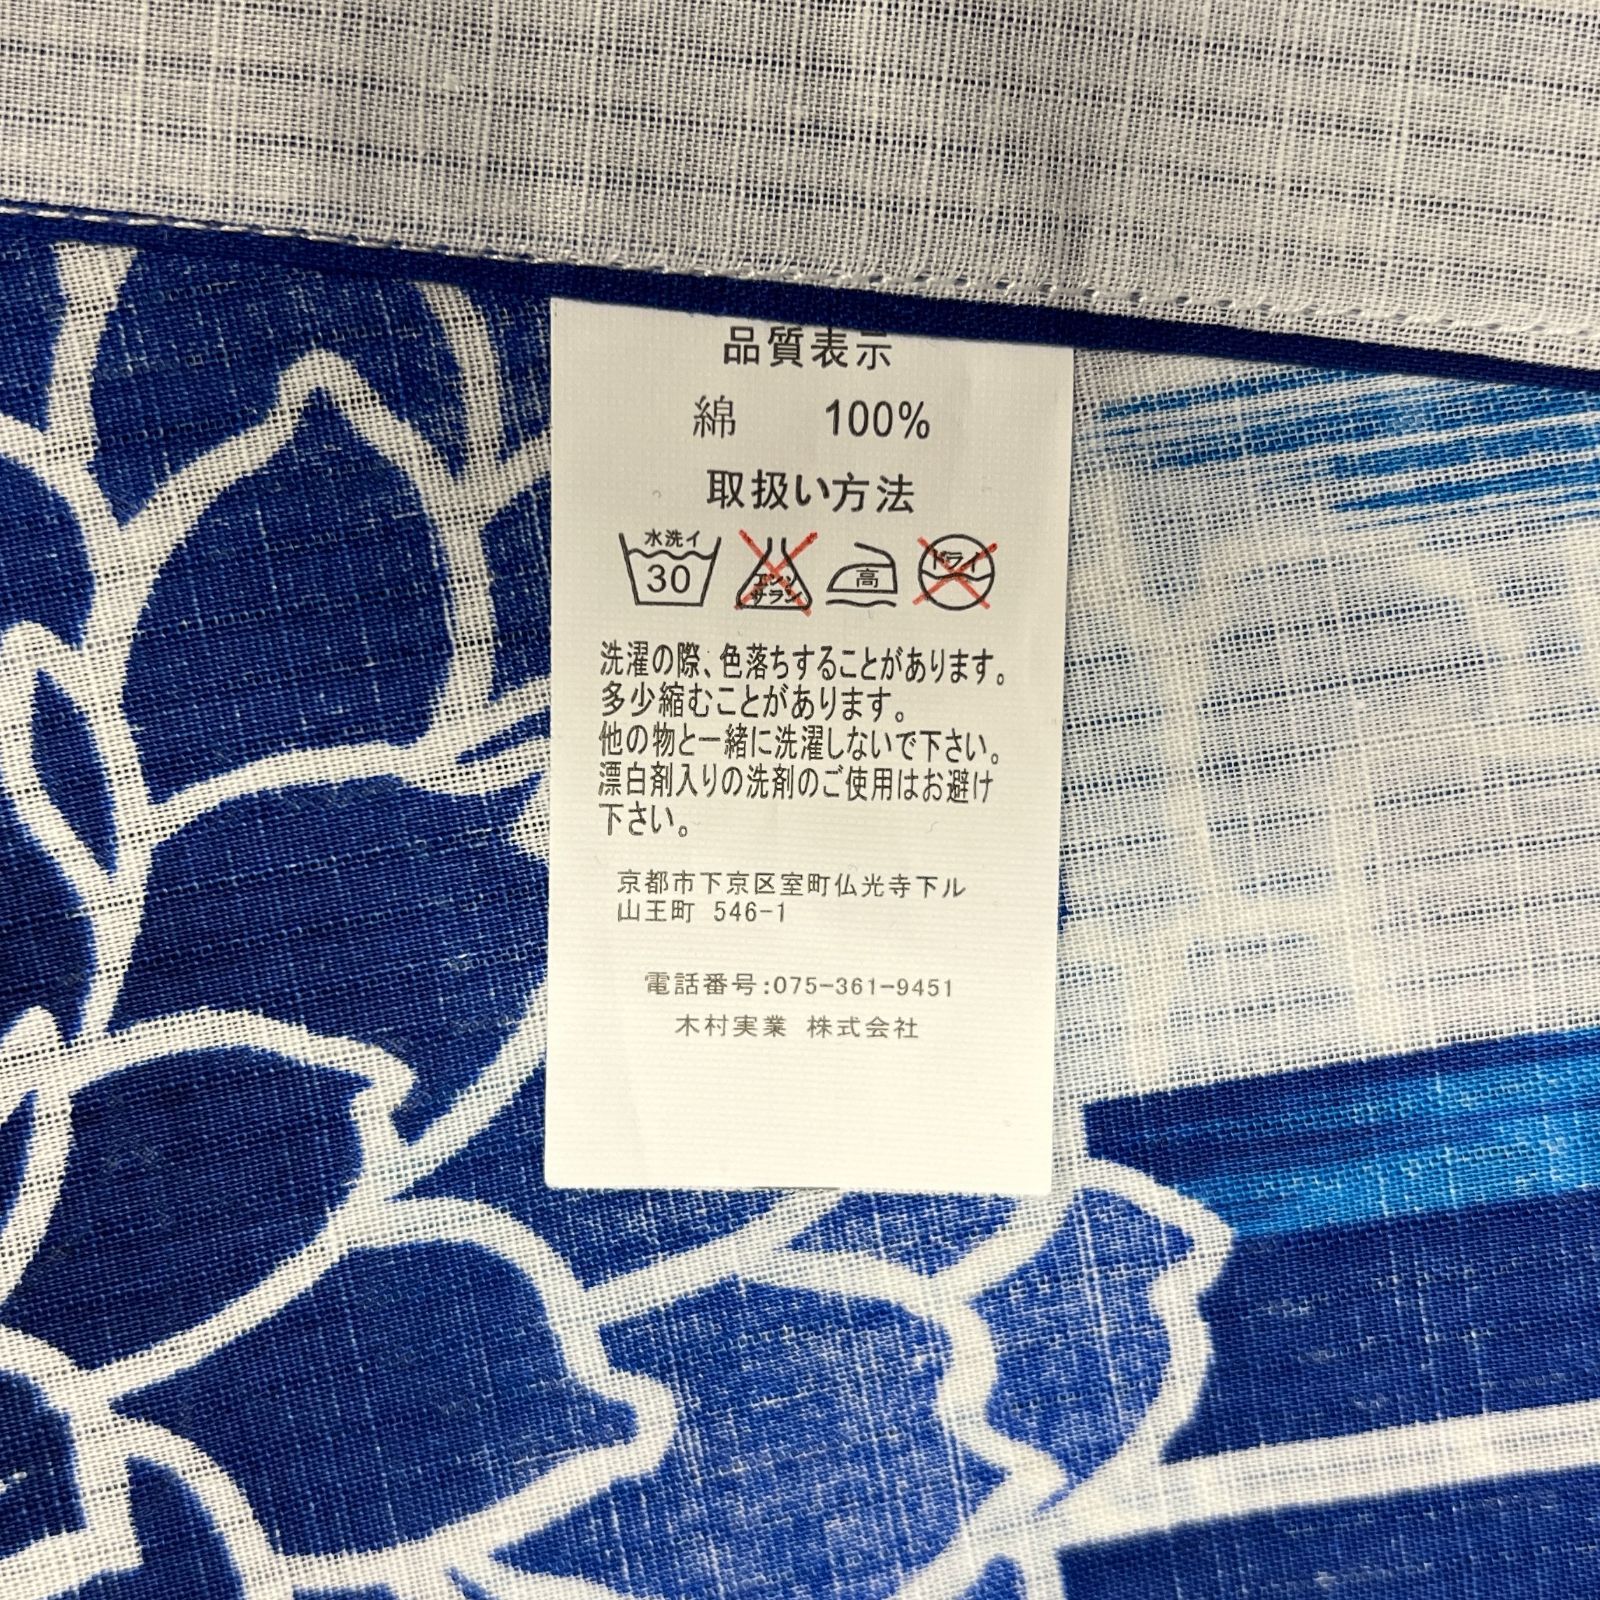 品質表示
綿 100%
取扱い方法
水洗イ 30 エンソサラシ 高 ドライ
洗濯の際、色落ちすることがあります。
多少縮むことがあります。
他の物と一緒に洗濯しないで下さい。
漂白剤入りの洗剤のご使用はお避け
下さい。
京都市下京区室町仏光寺下ル
山王町 546-1
電話番号:075-361-9451
木村実業 株式会社